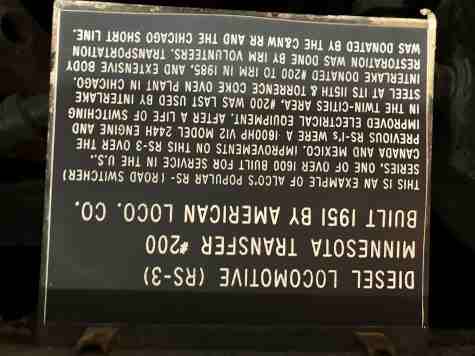 DIESEL LOCOMOTIVE (RS-3)
MINNESOTA TRANSFER #200
BUILT 1951 BY AMERICAN LOCO. CO.
THIS IS AN EXAMPLE OF ALCO'S POPULAR RS- (ROAD SWITCHER)
SERIES. ONE OF OVER 1600 BUILT FOR SERVICE IN THE U.S.,
CANADA AND MEXICO. IMPROVEMENTS ON THIS RS-3 OVER THE
PREVIOUS RS-1'S WERE A 1600HP V12 MODEL 244H ENGINE AND
IMPROVED ELECTRICAL EQUIPMENT. AFTER A LIFE OF SWITCHING
IN THE TWIN-CITIES AREA, #200 WAS LAST USED BY INTERLAKE
STEEL AT ITS 118TH & TORRENCE COKE OVEN PLANT IN CHICAGO.
INTERLAKE DONATED #200 TO IRM IN 1985, AND EXTENSIVE BODY
RESTORATION WAS DONE BY IRM VOLUNTEERS. TRANSPORTATION
WAS DONATED BY THE C&NW RR AND THE CHICAGO SHORT LINE.